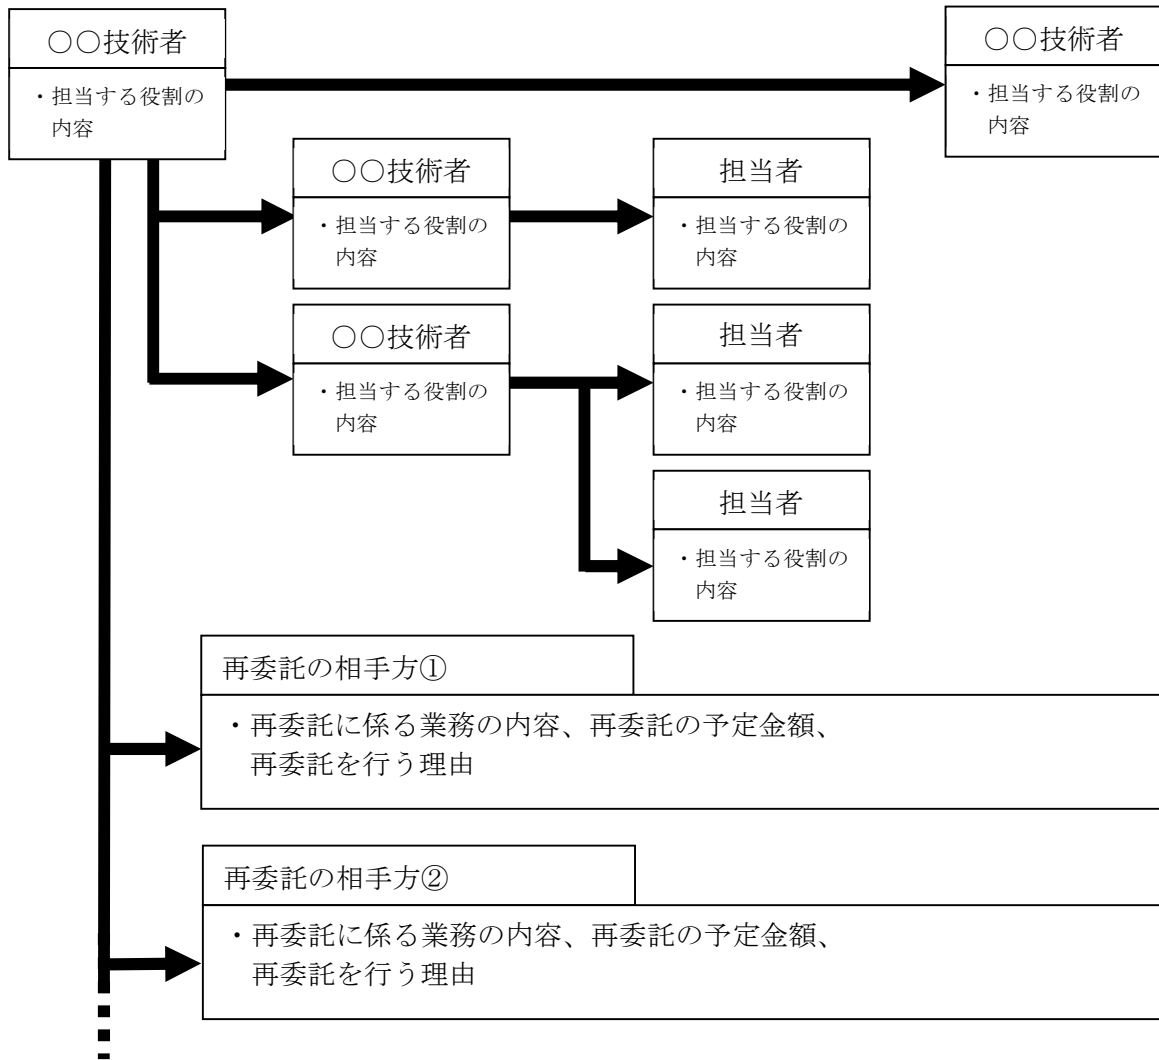 ○○技術者
・担当する役割の
内容
○○技術者
・担当する役割の
内容
○○技術者
・担当する役割の
内容
担当者
・担当する役割の
内容
○○技術者
・担当する役割の
内容
担当者
・担当する役割の
内容
担当者
・担当する役割の
内容
再委託の相手方①
・再委託に係る業務の内容、再委託の予定金額、
再委託を行う理由
再委託の相手方②
・再委託に係る業務の内容、再委託の予定金額、
再委託を行う理由